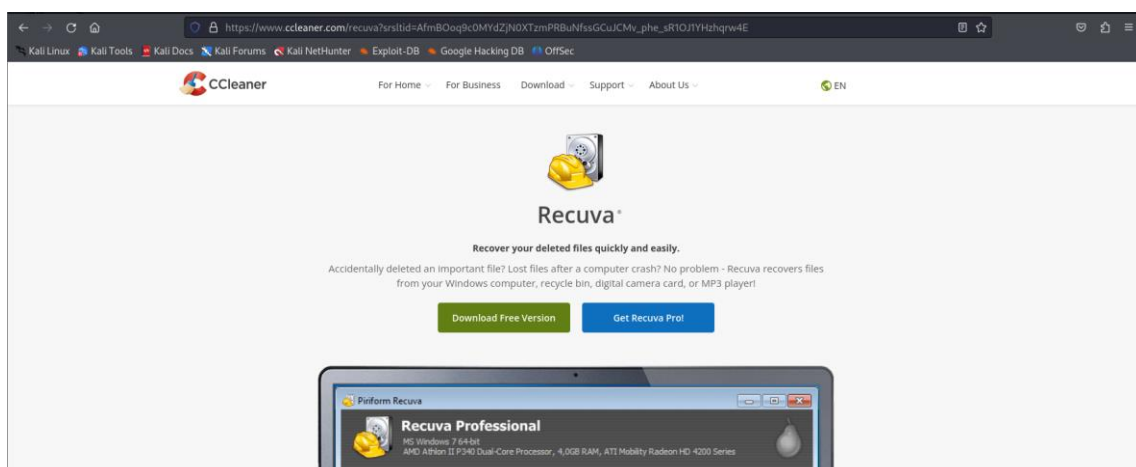 https://www.ccleaner.com/recuva?srsltid=AfmBOoq9c0MYdZjN0XTzmPRBuNfssGCuJCMv_phe_sR1OJ1YHzhqrw4E
Kali Linux Kali Tools Kali Docs Kali Forums Kali NetHunter Exploit-DB Google Hacking DB OffSec
CCleaner For Home For Business Download Support About Us EN
Recuva®
Recover your deleted files quickly and easily.
Accidentally deleted an important file? Lost files after a computer crash? No problem - Recuva recovers files
from your Windows computer, recycle bin, digital camera card, or MP3 player!
Download Free Version Get Recuva Pro!
Piriform Recuva
Recuva Professional
MS Windows 7 64-bit
AMD Athlon II P340 Dual-Core Processor, 4,0GB RAM, ATI Mobility Radeon HD 4200 Series